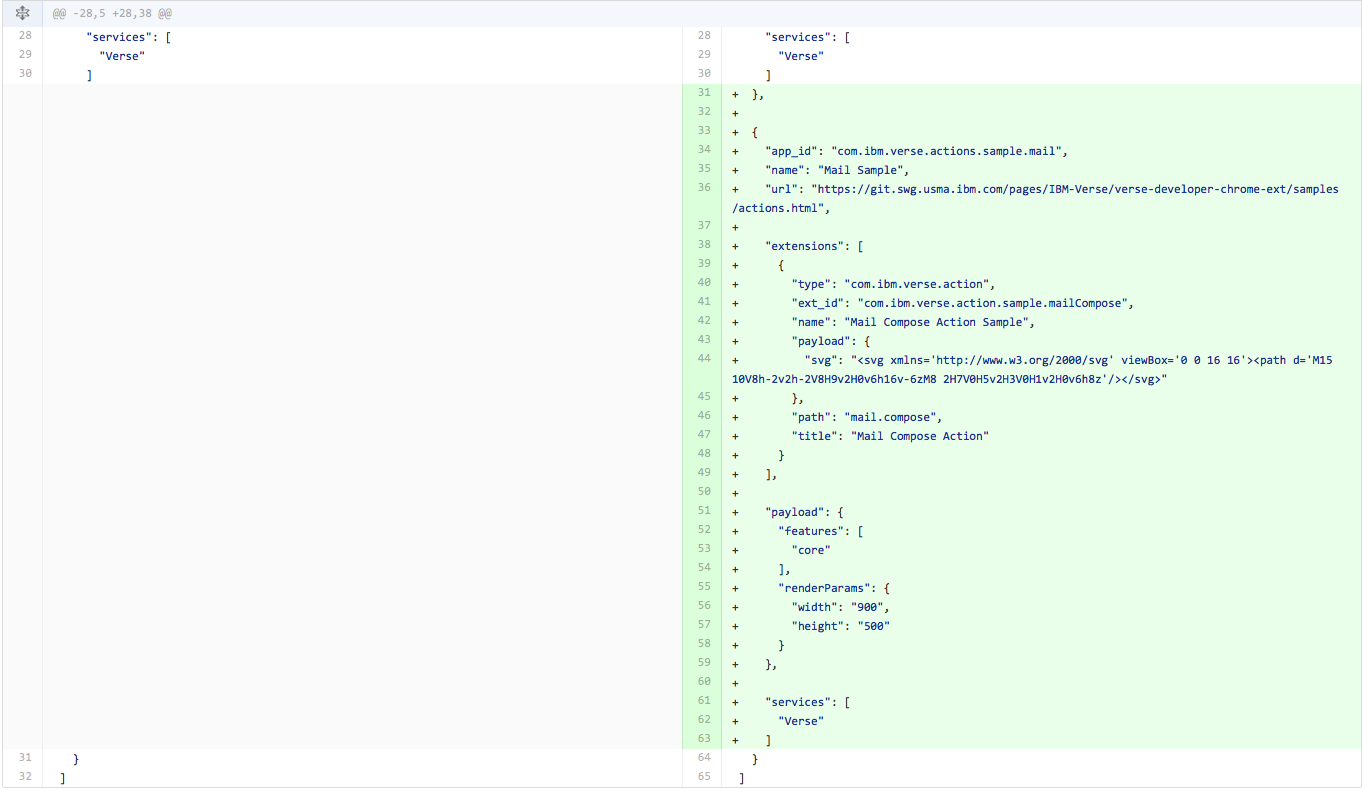 @@ -28,5 +28,38 @@
28 "services": [
29 "Verse"
30 ]
31 }
32 ]
28 "services": [
29 "Verse"
30 ]
31 + },
32 +
33 + {
34 + "app_id": "com.ibm.verse.actions.sample.mail",
35 + "name": "Mail Sample",
36 + "url": "https://git.swg.usma.ibm.com/pages/IBM-Verse/verse-developer-chrome-ext/samples
/actions.html",
37 +
38 + "extensions": [
39 + {
40 + "type": "com.ibm.verse.action",
41 + "ext_id": "com.ibm.verse.action.sample.mailCompose",
42 + "name": "Mail Compose Action Sample",
43 + "payload": {
44 + "svg": "<svg xmlns='http://www.w3.org/2000/svg' viewBox='0 0 16 16'><path d='M15
10V8h-2v2h-2V8H9v2H0v6h16v-6zM8 2H7V0H5v2H3V0H1v2H0v6h8z'/></svg>"
45 + },
46 + "path": "mail.compose",
47 + "title": "Mail Compose Action"
48 + }
49 + ],
50 +
51 + "payload": {
52 + "features": [
53 + "core"
54 + ],
55 + "renderParams": {
56 + "width": "900",
57 + "height": "500"
58 + }
59 + },
60 +
61 + "services": [
62 + "Verse"
63 + ]
64 }
65 ]